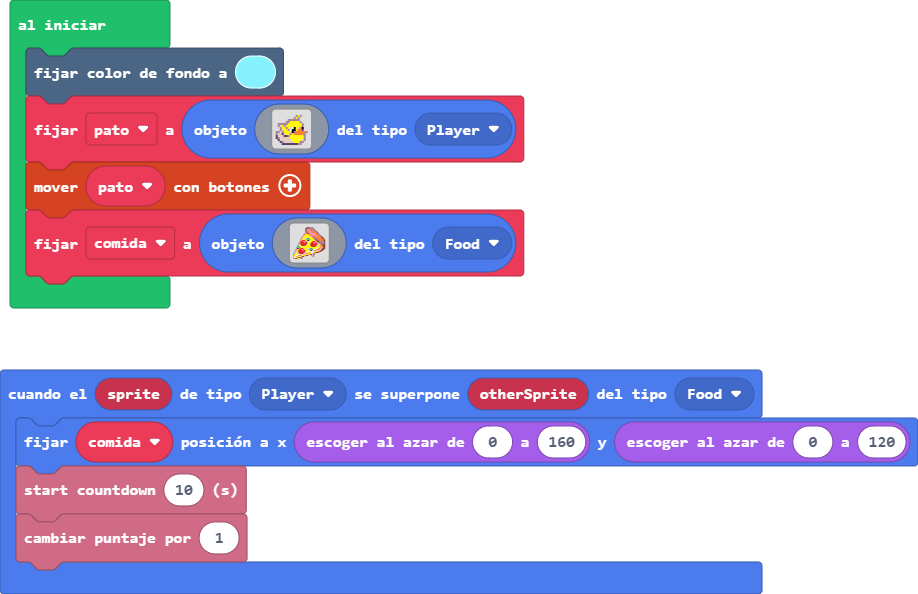 al iniciar
fijar color de fondo a
fijar pato a objeto del tipo Player
mover pato con botones
fijar comida a objeto del tipo Food
cuando el sprite de tipo Player se superpone otherSprite del tipo Food
fijar comida posición a x escoger al azar de 0 a 160 y escoger al azar de 0 a 120
start countdown 10 (s)
cambiar puntaje por 1